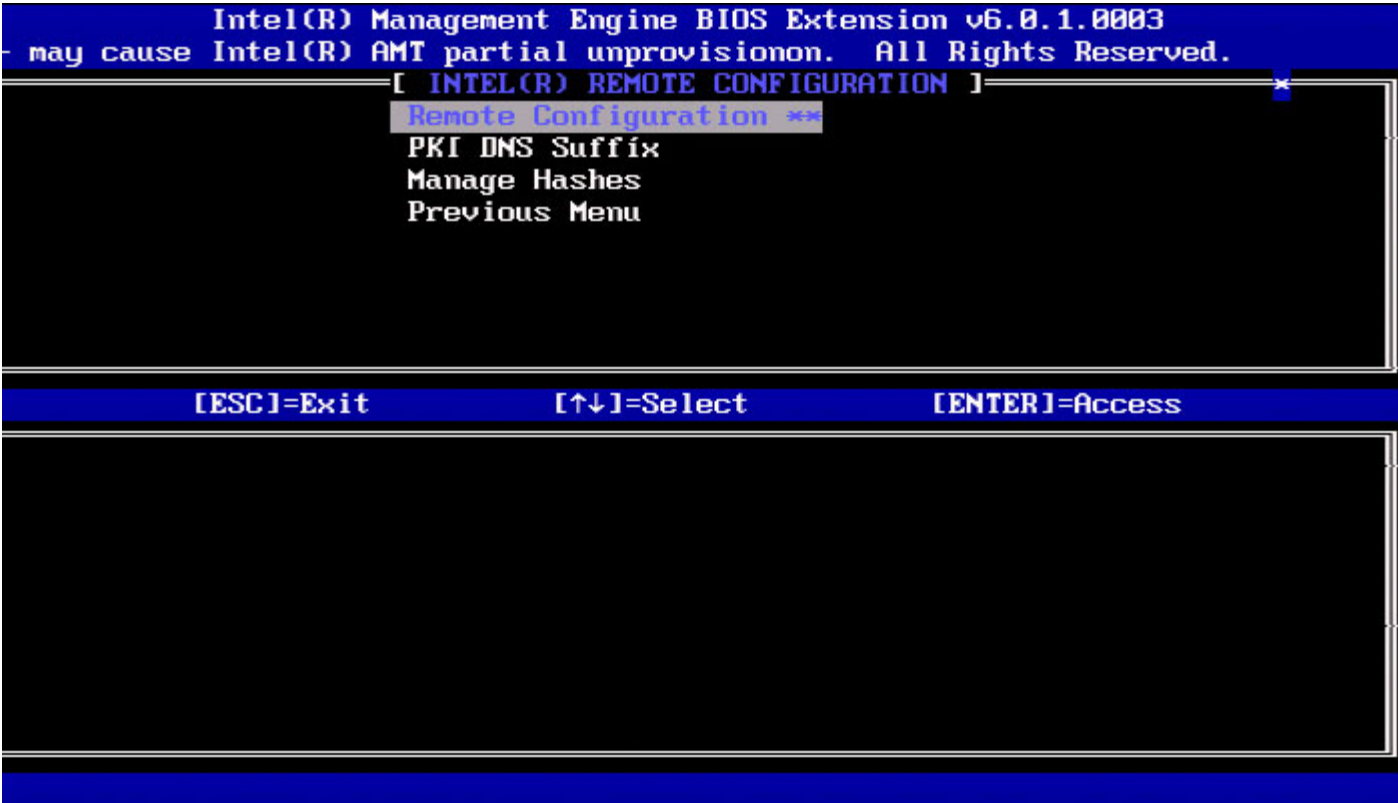 Intel(R) Management Engine BIOS Extension v6.0.1.0003
- may cause Intel(R) AMT partial unprovisionon. All Rights Reserved.
[ INTEL(R) REMOTE CONFIGURATION ]
*
Remote Configuration **
PKI DNS Suffíx
Manage Hashes
Previous Menu
[ESC]=Exit [↑↓]=Select [ENTER]=Access